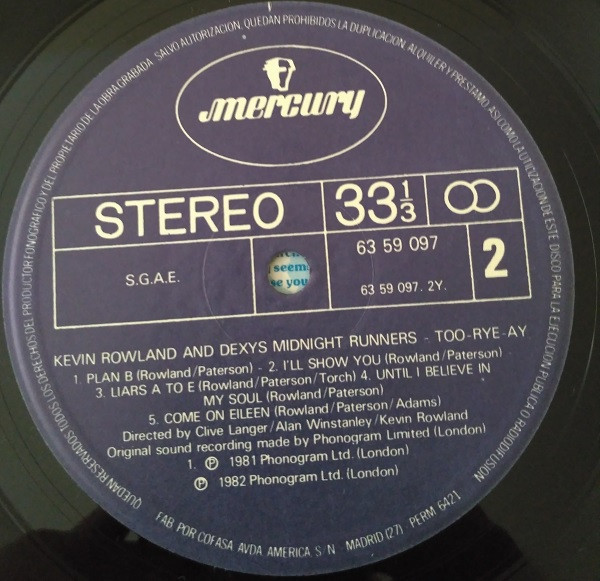 QUEDAN RESERVADOS TODOS LOS DERECHOS DEL PRODUCTOR FONOGRAFICO Y DEL PROPIETARIO DE LA OBRA GRABADA. SALVO AUTORIZACION, QUEDAN PROHIBIDOS LA DUPLICACION, ALQUILER Y PRESTAMO, ASI COMO LA UTILIZACION DE ESTE DISCO PARA LA EJECUCION PUBLICA O RADIODIFUSION
mercury
STEREO
33 1/3
S.G.A.E.
63 59 097
63 59 097. 2Y.
2
seem
se you
KEVIN ROWLAND AND DEXYS MIDNIGHT RUNNERS - TOO-RYE-AY
1. PLAN B (Rowland/Paterson) - 2. I'LL SHOW YOU (Rowland/Paterson)
3. LIARS A TO E (Rowland/Paterson/Torch) 4. UNTIL I BELIEVE IN
MY SOUL (Rowland/Paterson)
5. COME ON EILEEN (Rowland/Paterson/Adams)
Directed by Clive Langer/Alan Winstanley/Kevin Rowland
Original sound recording made by Phonogram Limited (London)
1. Ⓟ 1981 Phonogram Ltd. (London)
Ⓟ 1982 Phonogram Ltd. (London)
FAB POR COFASA AVDA AMERICA S/N MADRID (27) - PERM 6421